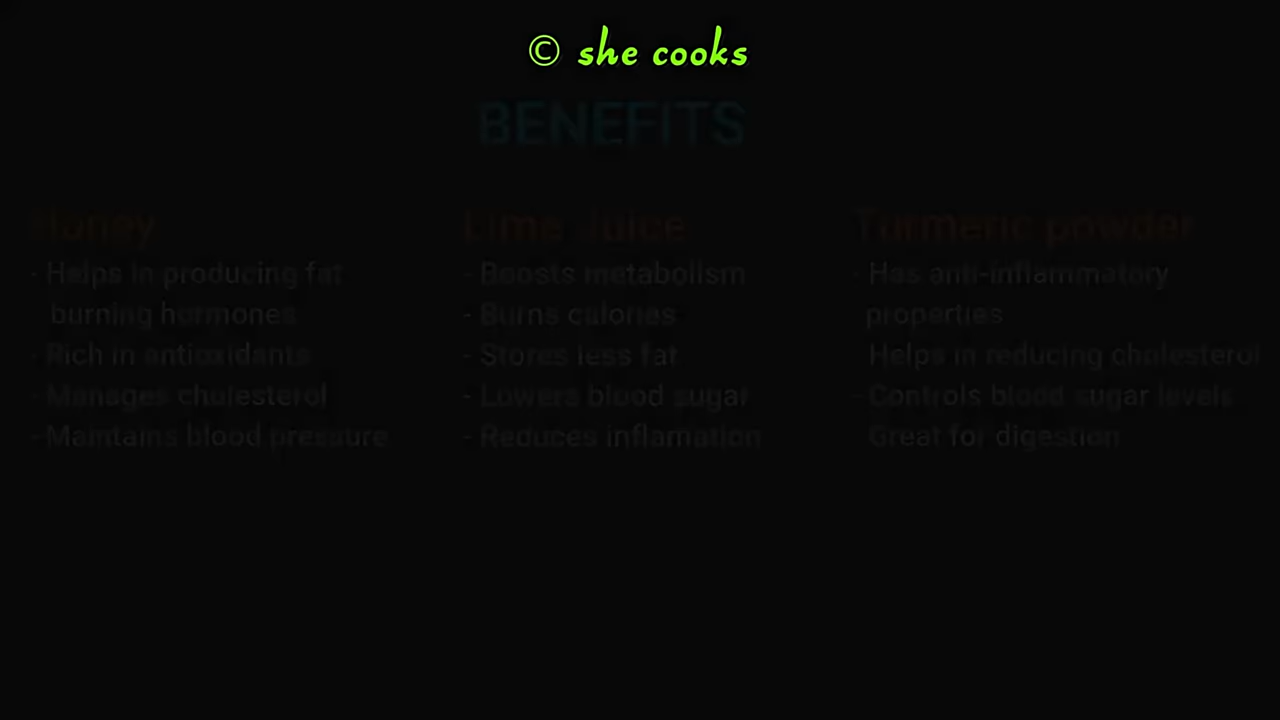 © she cooks
BENEFITS
Honey
- Helps in producing fat
burning hormones
- Rich in antioxidants
- Manages cholesterol
- Maintains blood pressure
Lime Juice
- Boosts metabolism
- Burns calories
- Stores less fat
- Lowers blood sugar
- Reduces inflamation
Turmeric powder
- Has anti-inflammatory
properties
Helps in reducing cholesterol
- Controls blood sugar levels
Great for digestion